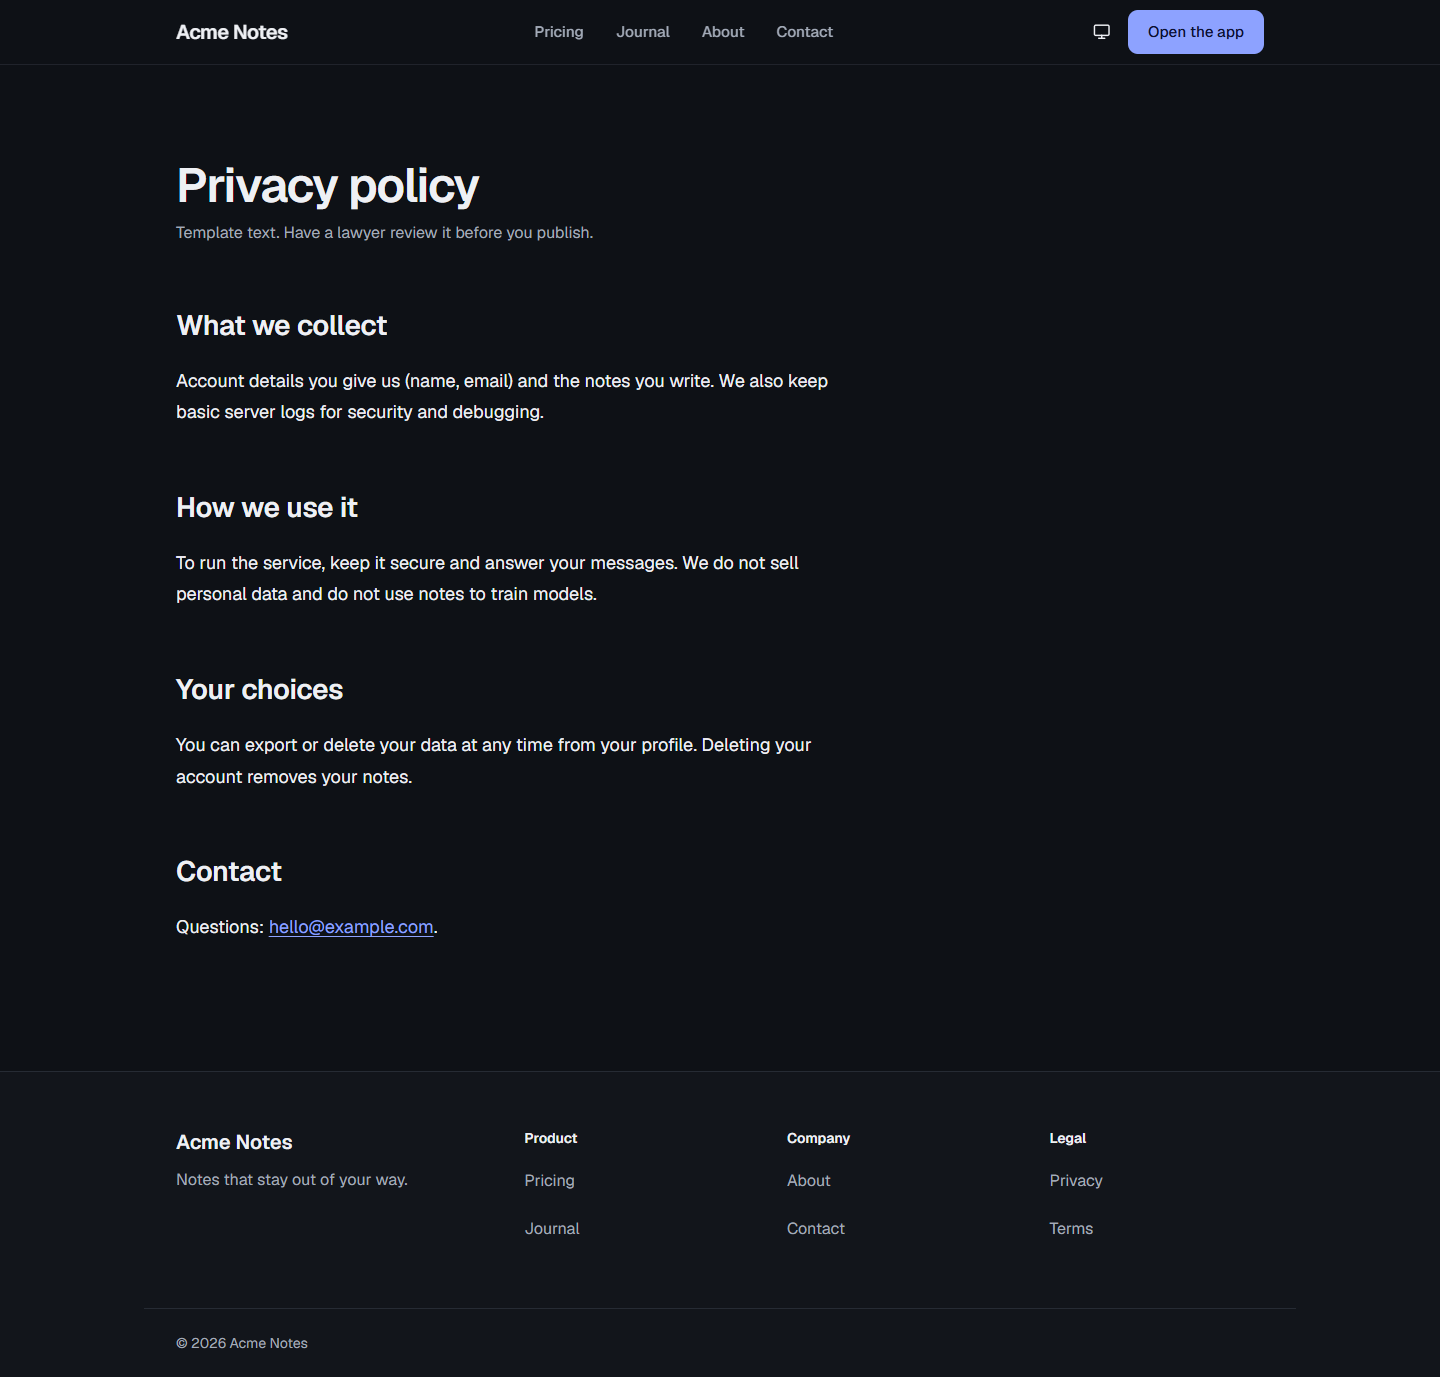 Acme Notes
Pricing
Journal
About
Contact
Open the app
Privacy policy
Template text. Have a lawyer review it before you publish.
What we collect
Account details you give us (name, email) and the notes you write. We also keep
basic server logs for security and debugging.
How we use it
To run the service, keep it secure and answer your messages. We do not sell
personal data and do not use notes to train models.
Your choices
You can export or delete your data at any time from your profile. Deleting your
account removes your notes.
Contact
Questions: hello@example.com.
Acme Notes
Notes that stay out of your way.
Product
Pricing
Journal
Company
About
Contact
Legal
Privacy
Terms
© 2026 Acme Notes